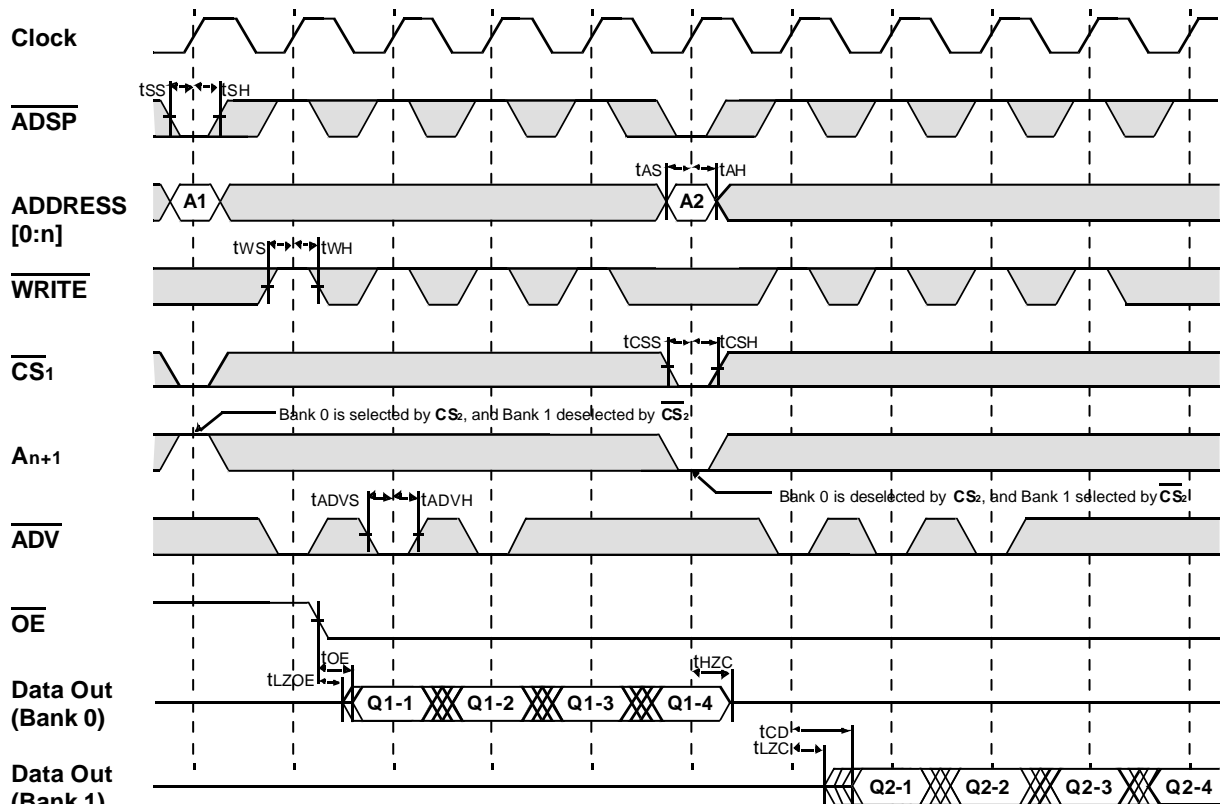 Clock
tSS tSH
ADSP
tAS tAH
ADDRESS A1 A2
[0:n]
tWS tWH
WRITE
tCSS tCSH
CS1
Bank 0 is selected by CS2, and Bank 1 deselected by CS2
An+1
Bank 0 is deselected by CS2, and Bank 1 selected by CS2
tADVS tADVH
ADV
OE
tOE tHZC
tLZOE
Data Out Q1-1 Q1-2 Q1-3 Q1-4
(Bank 0)
tCD
tLZC
Data Out Q2-1 Q2-2 Q2-3 Q2-4
(Bank 1)